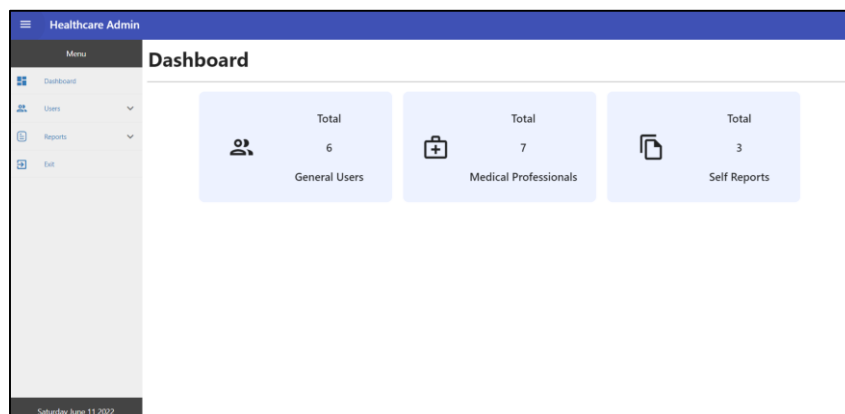 Healthcare Admin
Menu
Dashboard
Users
Reports
Exit
Saturday June 11 2022
Dashboard
Total
6
General Users
Total
7
Medical Professionals
Total
3
Self Reports